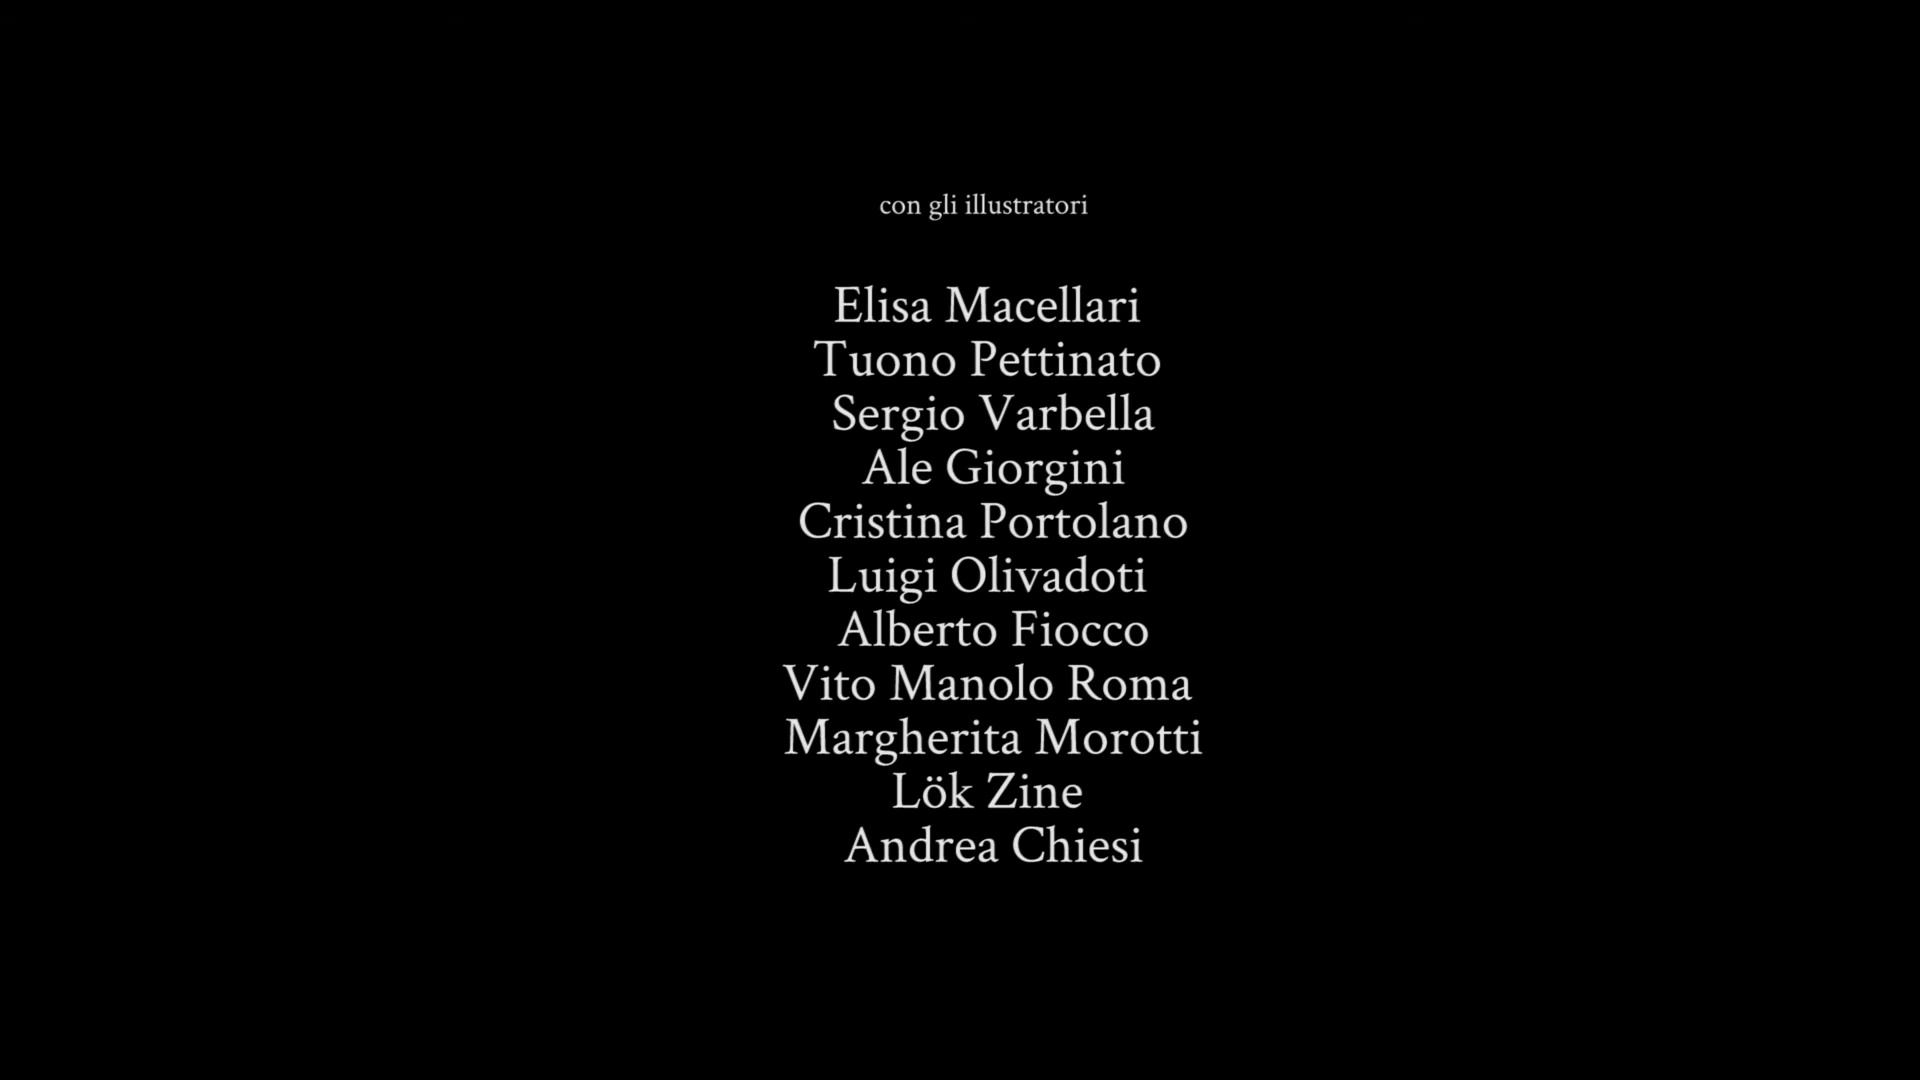 con gli illustratori
Elisa Macellari
Tuono Pettinato
Sergio Varbella
Ale Giorgini
Cristina Portolano
Luigi Olivadoti
Alberto Fiocco
Vito Manolo Roma
Margherita Morotti
Lök Zine
Andrea Chiesi